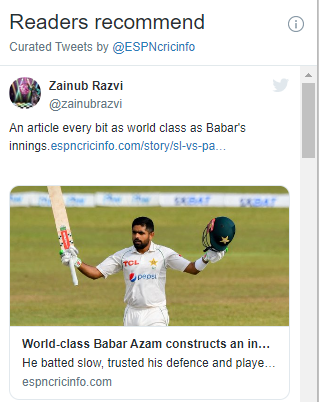 Readers recommend
Curated Tweets by @ESPNcricinfo
Zainub Razvi
@zainubrazvi
An article every bit as world class as Babar's
innings.espncricinfo.com/story/sl-vs-pa…
TCL
pepsi
World-class Babar Azam constructs an in…
He batted slow, trusted his defence and playe…
espncricinfo.com